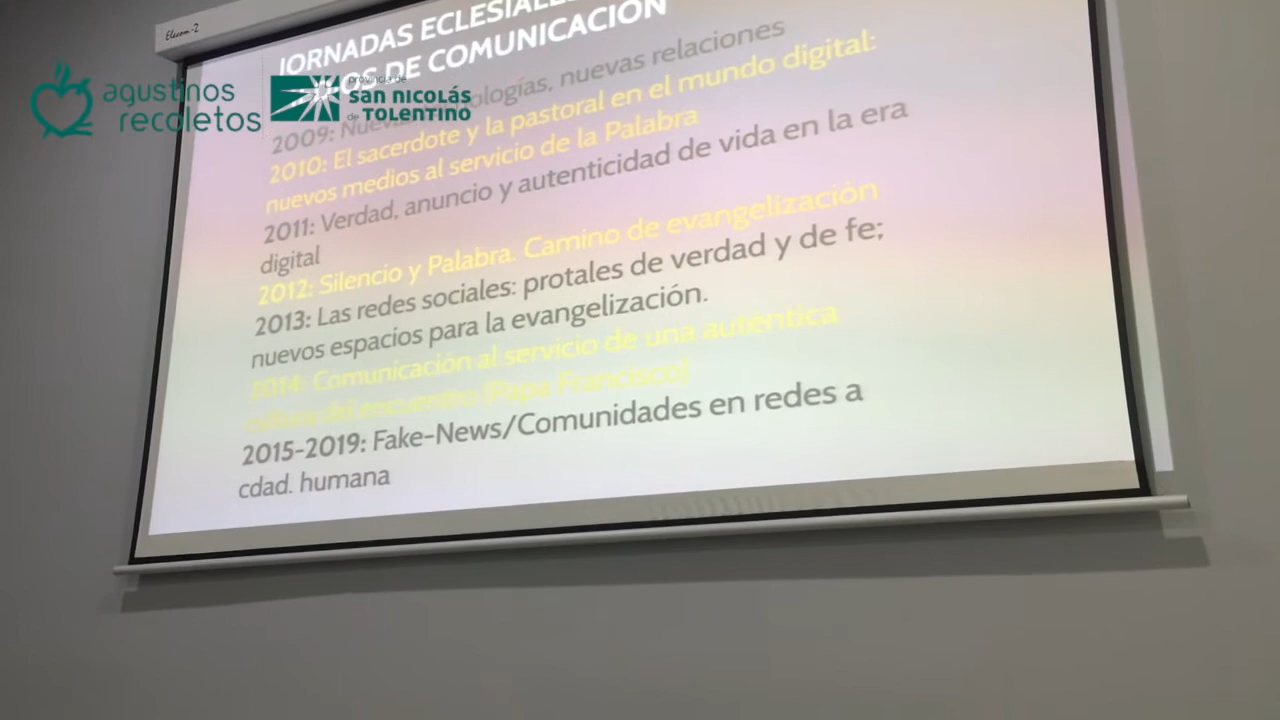 Elecom-2
JORNADAS ECLESIALES
DE COMUNICACIÓN
agustinos
recoletos
provincia de
SAN NICOLÁS
de TOLENTINO
2009: Nuevas tecnologías, nuevas relaciones
2010: El sacerdote y la pastoral en el mundo digital:
nuevos medios al servicio de la Palabra
2011: Verdad, anuncio y autenticidad de vida en la era
digital
2012: Silencio y Palabra. Camino de evangelización
2013: Las redes sociales: protales de verdad y de fe;
nuevos espacios para la evangelización.
2014: Comunicación al servicio de una auténtica
cultura del encuentro (Papa Francisco)
2015-2019: Fake-News/Comunidades en redes a
cdad. humana